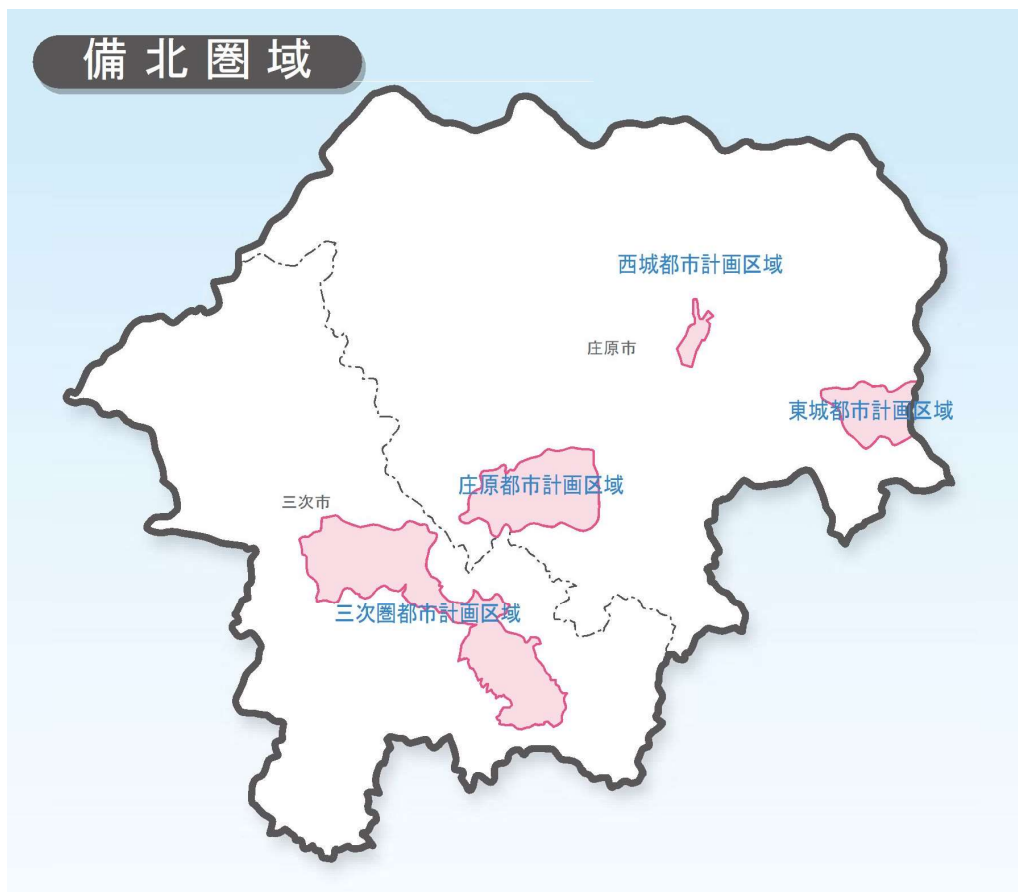 備北圏域
西城都市計画区域
庄原市
東城都市計画区域
庄原都市計画区域
三次市
三次圏都市計画区域